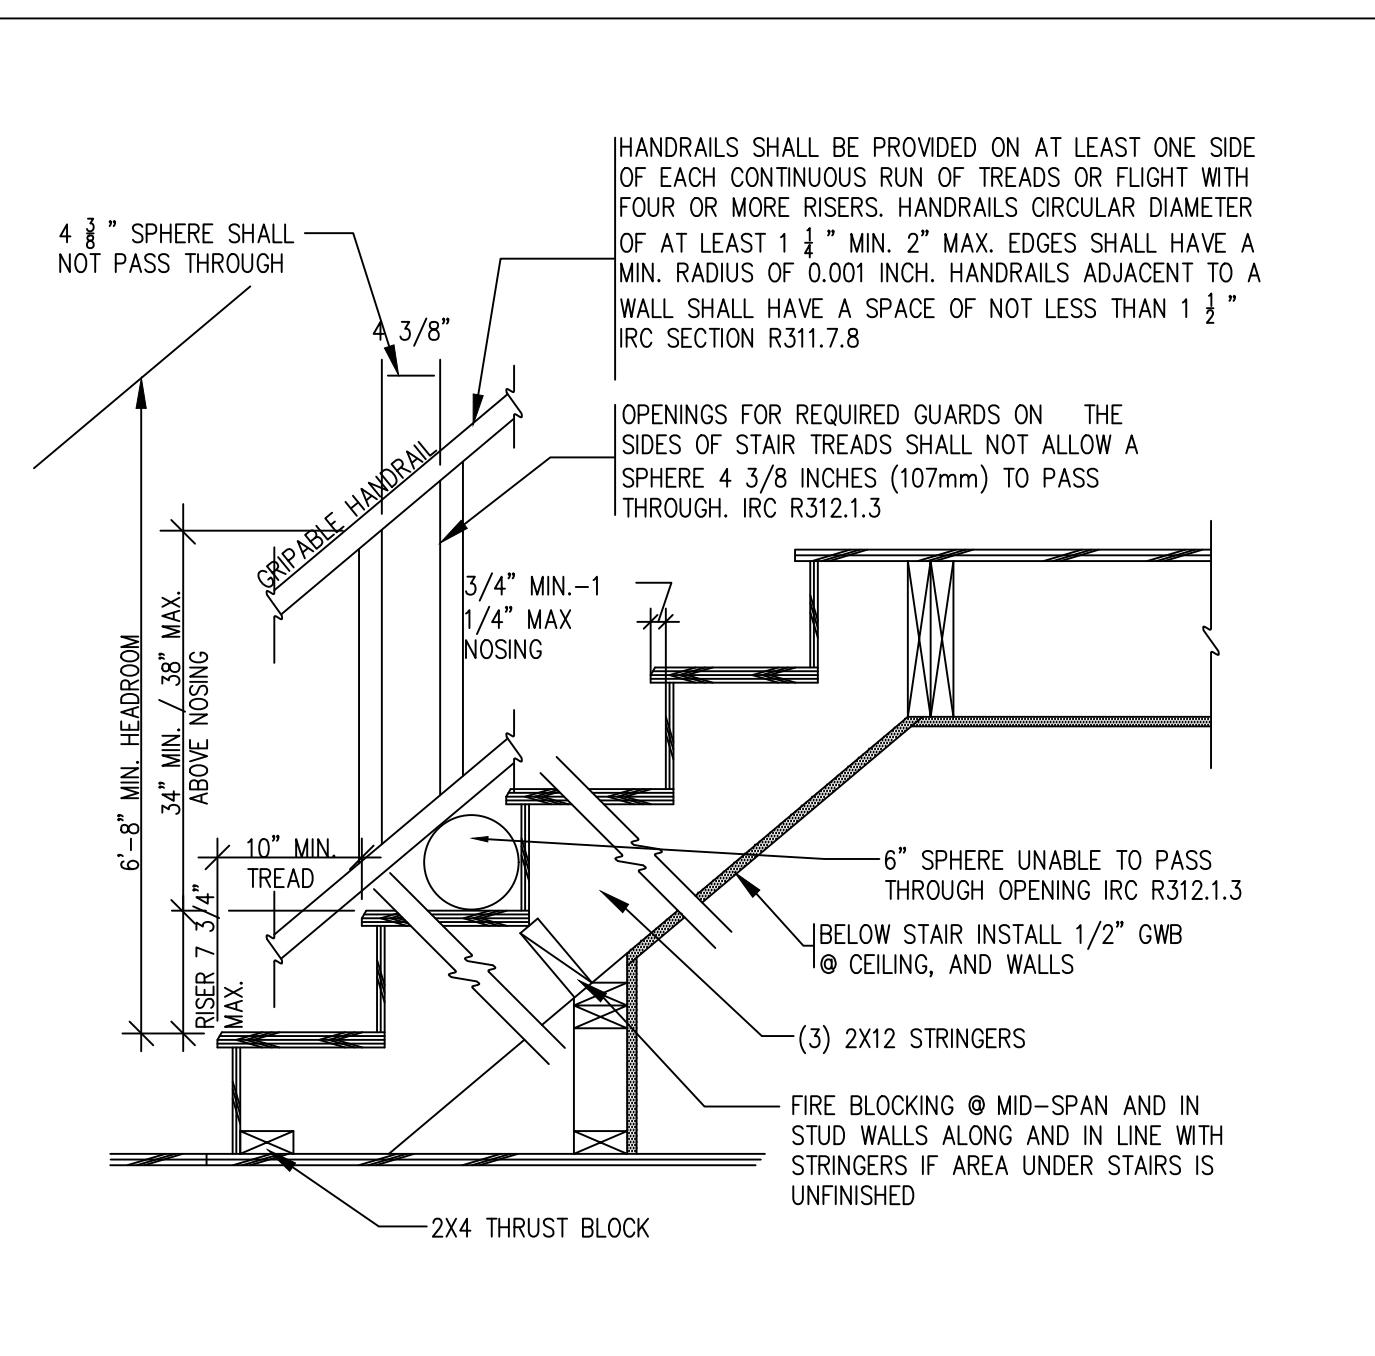 HANDRAILS SHALL BE PROVIDED ON AT LEAST ONE SIDE
OF EACH CONTINUOUS RUN OF TREADS OR FLIGHT WITH
FOUR OR MORE RISERS. HANDRAILS CIRCULAR DIAMETER
OF AT LEAST 1 1/4 ” MIN. 2” MAX. EDGES SHALL HAVE A
MIN. RADIUS OF 0.001 INCH. HANDRAILS ADJACENT TO A
WALL SHALL HAVE A SPACE OF NOT LESS THAN 1 1/2 ”
IRC SECTION R311.7.8
4 3/8 ” SPHERE SHALL
NOT PASS THROUGH
4 3/8”
OPENINGS FOR REQUIRED GUARDS ON THE
SIDES OF STAIR TREADS SHALL NOT ALLOW A
SPHERE 4 3/8 INCHES (107mm) TO PASS
THROUGH. IRC R312.1.3
GRIPABLE HANDRAIL
3/4” MIN.-1
1/4” MAX
NOSING
6'-8” MIN. HEADROOM
34” MIN. / 38” MAX.
ABOVE NOSING
10” MIN.
TREAD
RISER 7 3/4”
MAX.
6” SPHERE UNABLE TO PASS
THROUGH OPENING IRC R312.1.3
BELOW STAIR INSTALL 1/2” GWB
@ CEILING, AND WALLS
(3) 2X12 STRINGERS
FIRE BLOCKING @ MID-SPAN AND IN
STUD WALLS ALONG AND IN LINE WITH
STRINGERS IF AREA UNDER STAIRS IS
UNFINISHED
2X4 THRUST BLOCK